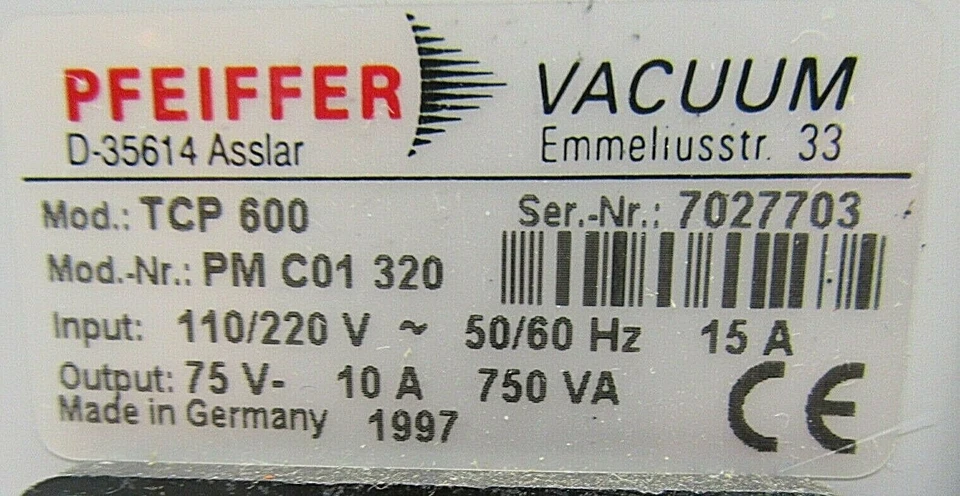 PFEIFFER VACUUM
D-35614 Asslar Emmeliusstr. 33
Mod.: TCP 600 Ser.-Nr.: 7027703
Mod.-Nr.: PM C01 320
Input: 110/220 V ~ 50/60 Hz 15 A
Output: 75 V- 10 A 750 VA
Made in Germany 1997
CE